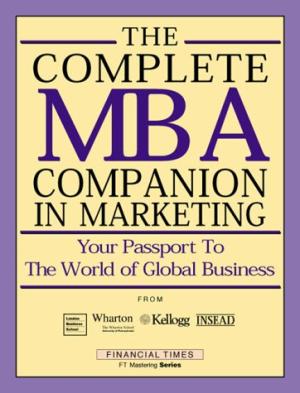 THE
COMPLETE
MBA
COMPANION
IN MARKETING
Your Passport To
The World of Global Business
FROM
London
Business
School
Wharton
The Wharton School
University of Pennsylvania
Kellogg
INSEAD
FINANCIAL TIMES
FT Mastering Series